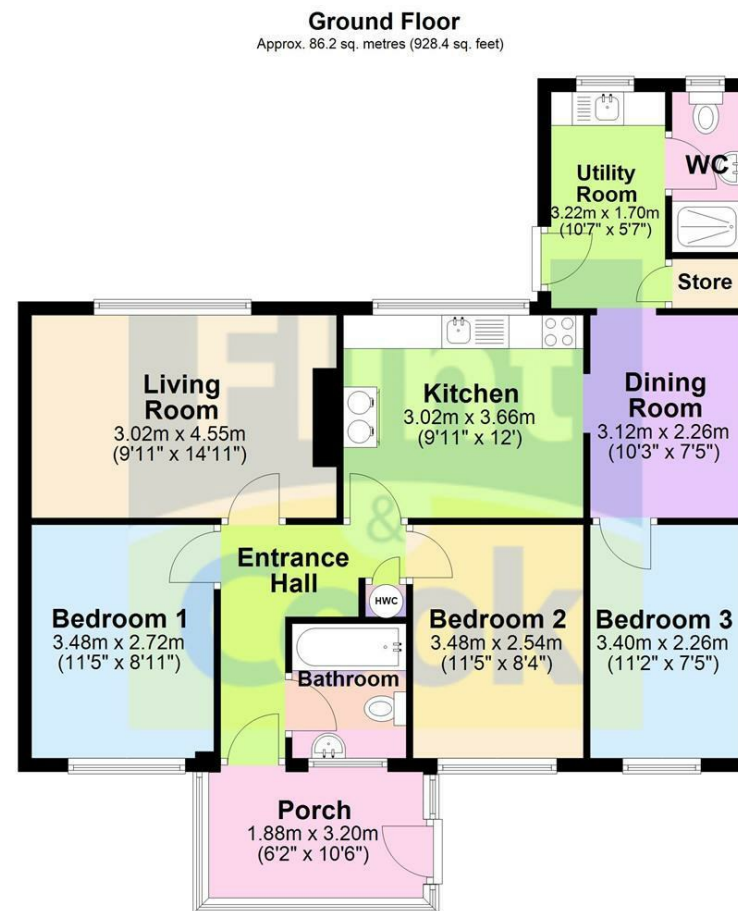 Ground Floor
Approx. 86.2 sq. metres (928.4 sq. feet)
Utility
Room
3.22m x 1.70m
(10'7" x 5'7")
WC
Store
Living
Room
3.02m x 4.55m
(9'11" x 14'11")
Kitchen
3.02m x 3.66m
(9'11" x 12')
Dining
Room
3.12m x 2.26m
(10'3" x 7'5")
Flint
&
Cook
Entrance
Hall
HWC
Bedroom 1
3.48m x 2.72m
(11'5" x 8'11")
Bedroom 2
3.48m x 2.54m
(11'5" x 8'4")
Bedroom 3
3.40m x 2.26m
(11'2" x 7'5")
Bathroom
Porch
1.88m x 3.20m
(6'2" x 10'6")